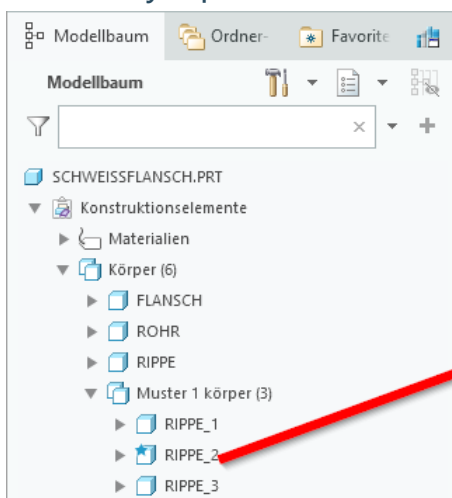 Modellbaum Ordner- Favorite
Modellbaum
SCHWEISSFLANSCH.PRT
Konstruktionselemente
Materialien
Körper (6)
FLANSCH
ROHR
RIPPE
Muster 1 körper (3)
RIPPE_1
RIPPE_2
RIPPE_3